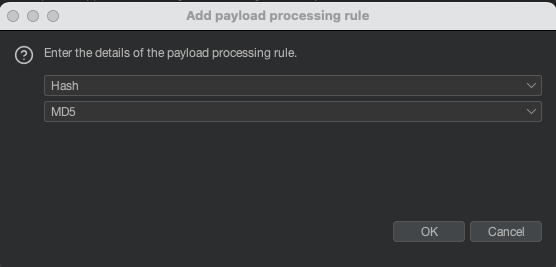 Add payload processing rule
Enter the details of the payload processing rule.
Hash
MD5
OK Cancel